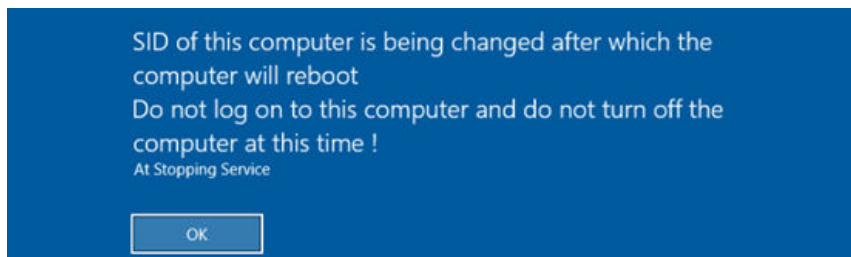 SID of this computer is being changed after which the
computer will reboot
Do not log on to this computer and do not turn off the
computer at this time !
At Stopping Service
OK